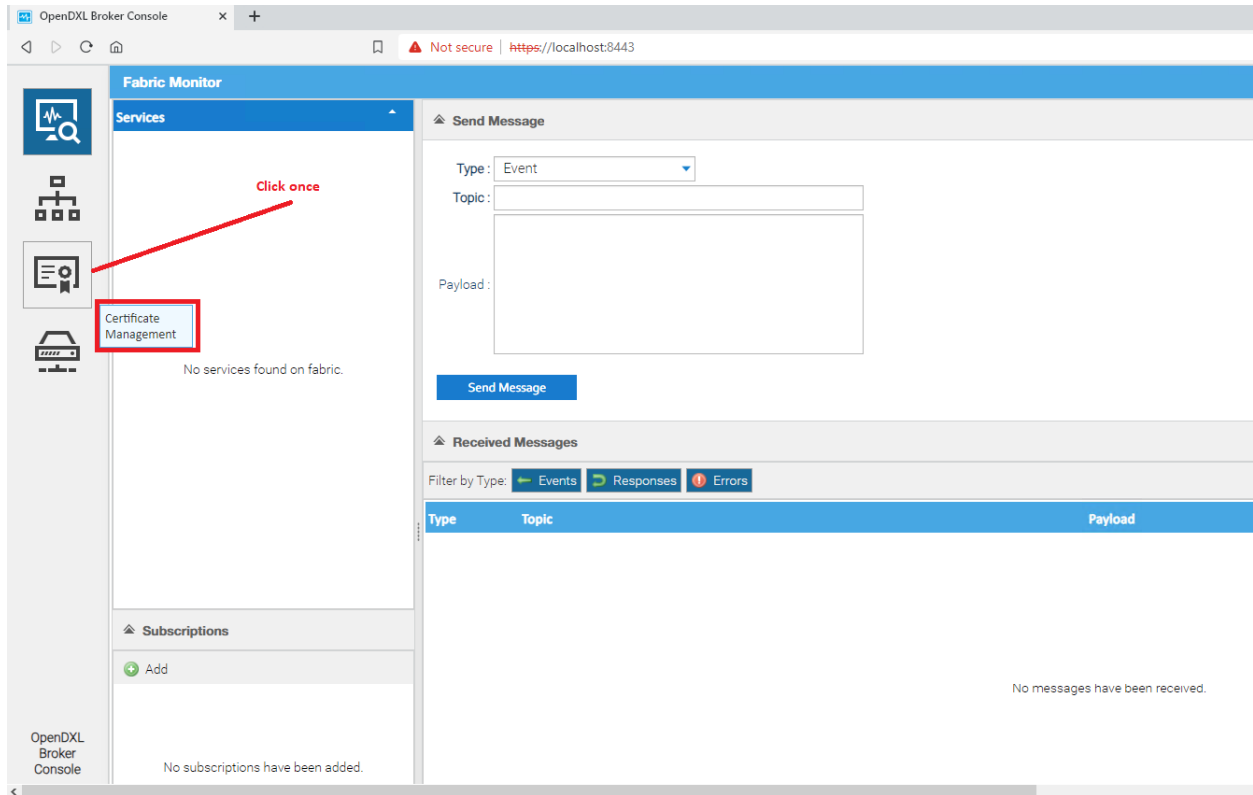 OpenDXL Broker Console
Not secure | https://localhost:8443
Fabric Monitor
Services
Click once
Certificate
Management
No services found on fabric.
Subscriptions
Add
No subscriptions have been added.
OpenDXL
Broker
Console
Send Message
Type : Event
Topic :
Payload :
Send Message
Received Messages
Filter by Type: Events Responses Errors
Type Topic Payload
No messages have been received.